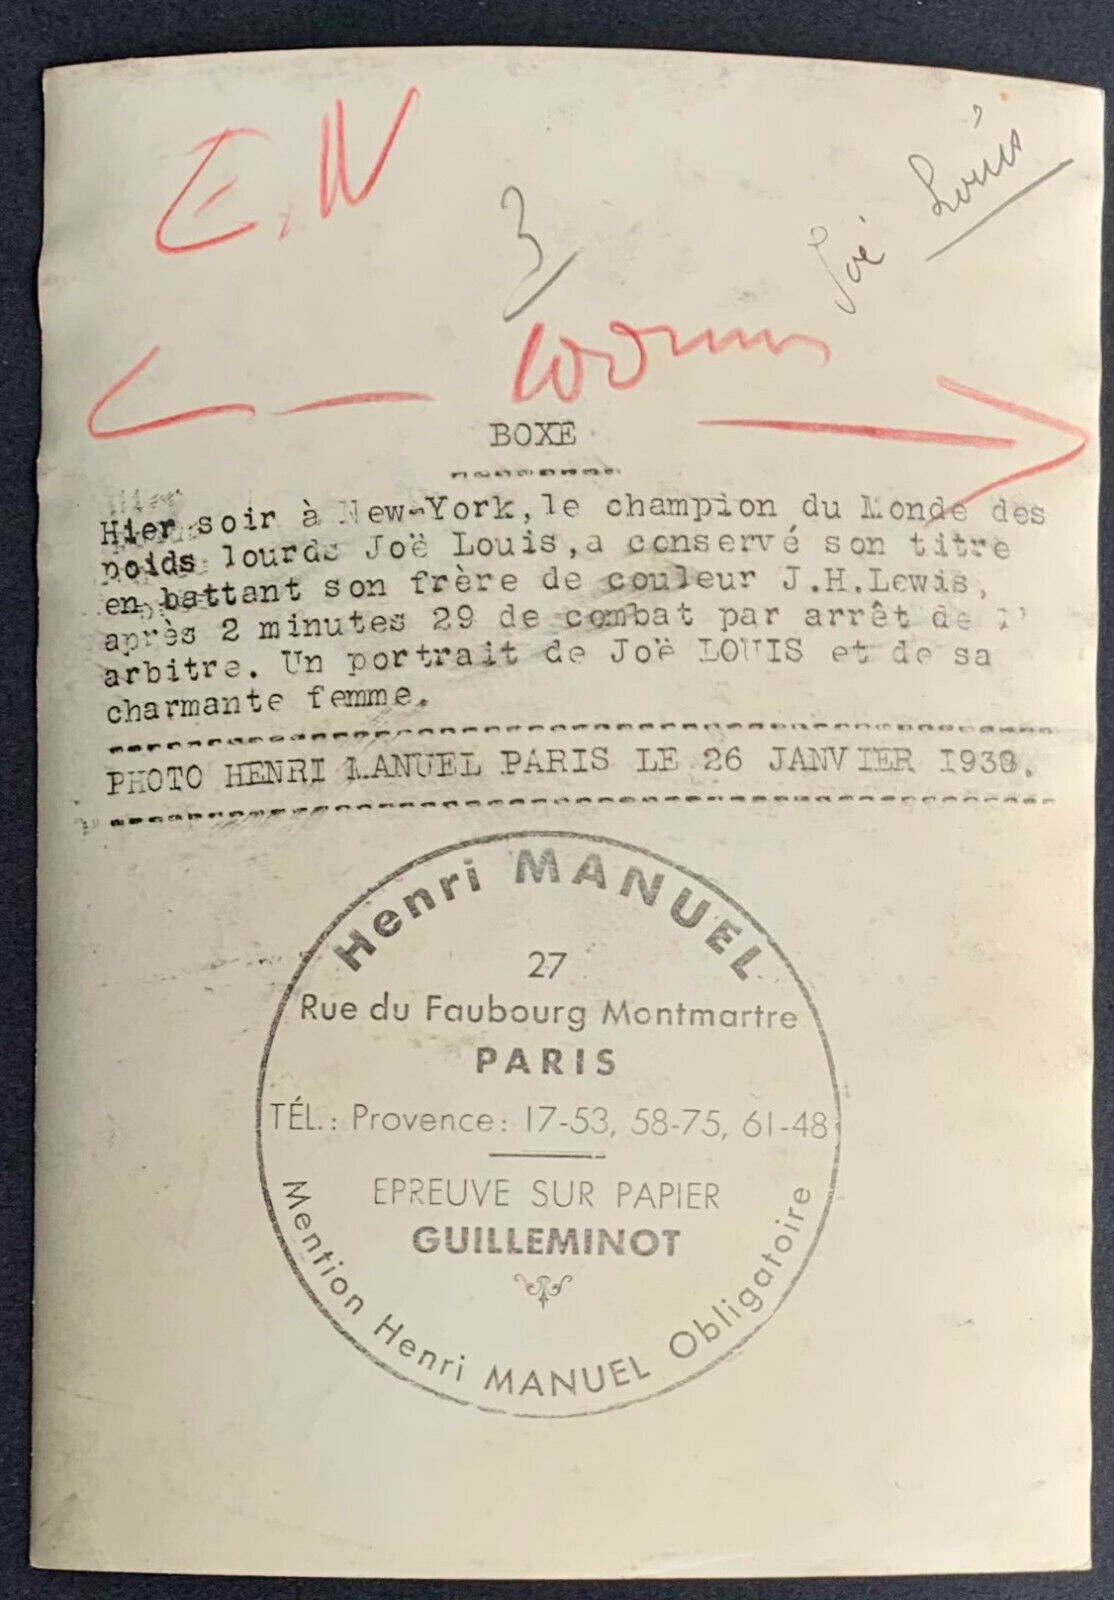 E.N
3
Joë Louis
100mm
BOXE
Hier soir à New-York, le champion du Monde des
poids lourds Joë Louis, a conservé son titre
en battant son frère de couleur J.H.Lewis,
après 2 minutes 29 de combat par arrêt de l'
arbitre. Un portrait de Joë LOUIS et de sa
charmante femme.
PHOTO HENRI MANUEL PARIS LE 26 JANVIER 1939.
Henri MANUEL
27
Rue du Faubourg Montmartre
PARIS
TÉL.: Provence: 17-53, 58-75, 61-48
EPREUVE SUR PAPIER
GUILLEMINOT
Mention Henri MANUEL Obligatoire